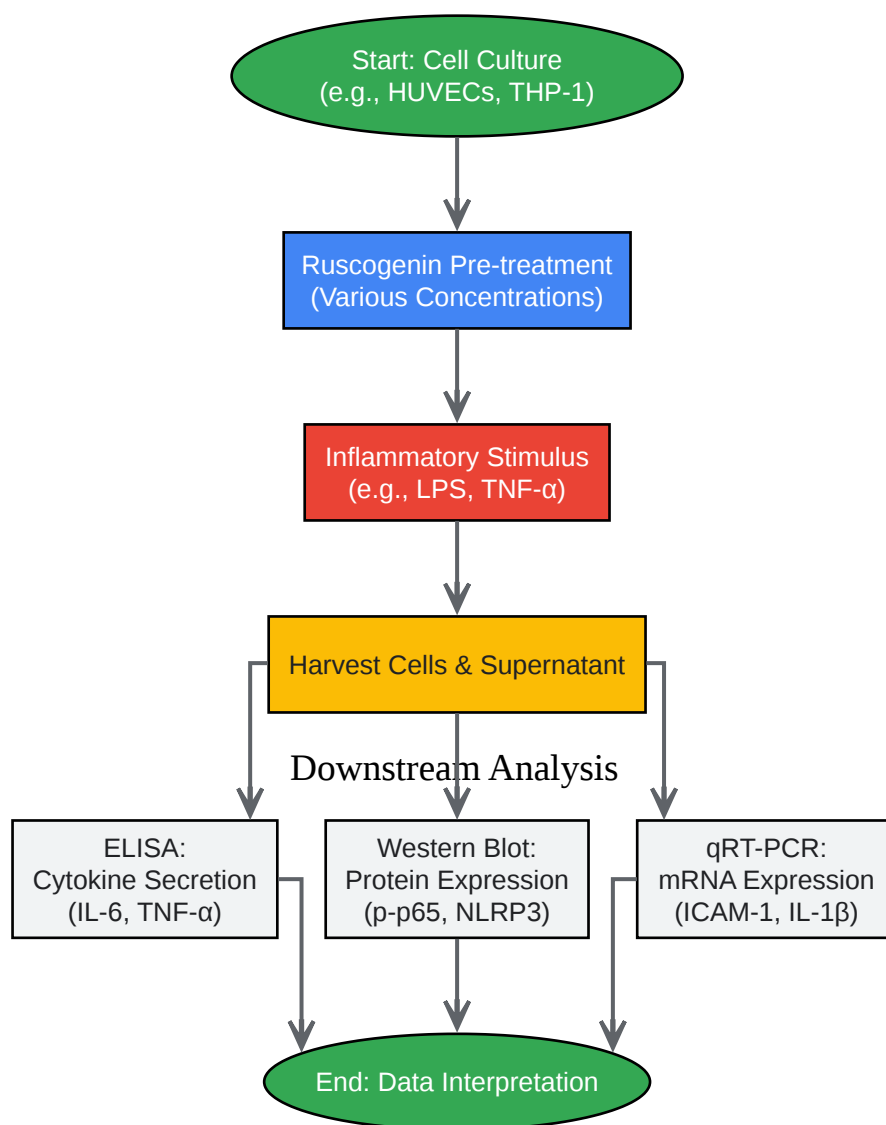 Start: Cell Culture
(e.g., HUVECs, THP-1)
Ruscogenin Pre-treatment
(Various Concentrations)
Inflammatory Stimulus
(e.g., LPS, TNF-α)
Harvest Cells & Supernatant
Downstream Analysis
ELISA:
Cytokine Secretion
(IL-6, TNF-α)
Western Blot:
Protein Expression
(p-p65, NLRP3)
qRT-PCR:
mRNA Expression
(ICAM-1, IL-1β)
End: Data Interpretation